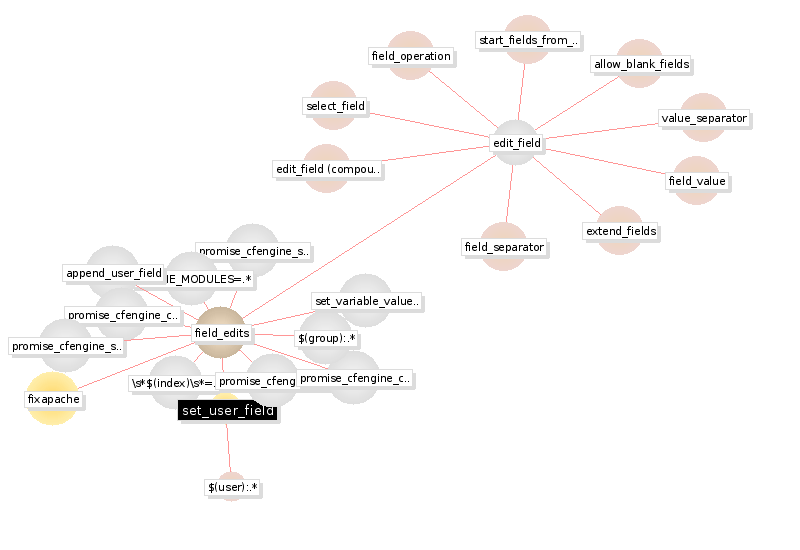 start_fields_from_..
field_operation
allow_blank_fields
select_field
value_separator
edit_field
edit_field (compou..
field_value
extend_fields
field_separator
promise_cfengine_s..
append_user_field
IE_MODULES=.*
set_variable_value..
promise_cfengine_c..
field_edits
$(group):.*
promise_cfengine_s..
\s*$(index)\s*=.
promise_cfeng
promise_cfengine_c..
fixapache
set_user_field
$(user):.*